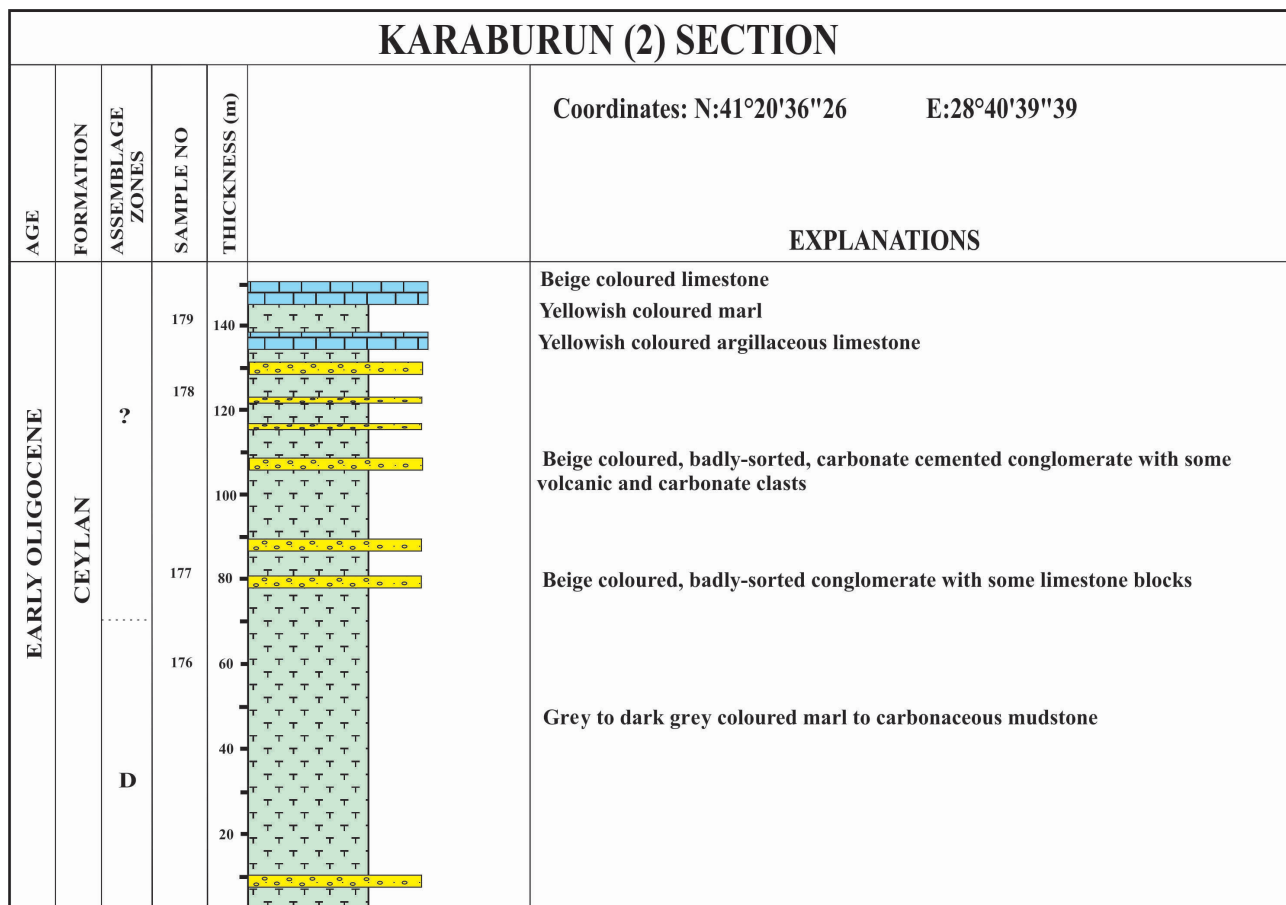 KARABURUN (2) SECTION
AGE
FORMATION
ASSEMBLAGE
ZONES
SAMPLE NO
THICKNESS (m)
Coordinates: N:41°20'36"26 E:28°40'39"39
EXPLANATIONS
EARLY OLIGOCENE
CEYLAN
?
D
179
178
177
176
140
120
100
80
60
40
20
Beige coloured limestone
Yellowish coloured marl
Yellowish coloured argillaceous limestone
Beige coloured, badly-sorted, carbonate cemented conglomerate with some
volcanic and carbonate clasts
Beige coloured, badly-sorted conglomerate with some limestone blocks
Grey to dark grey coloured marl to carbonaceous mudstone